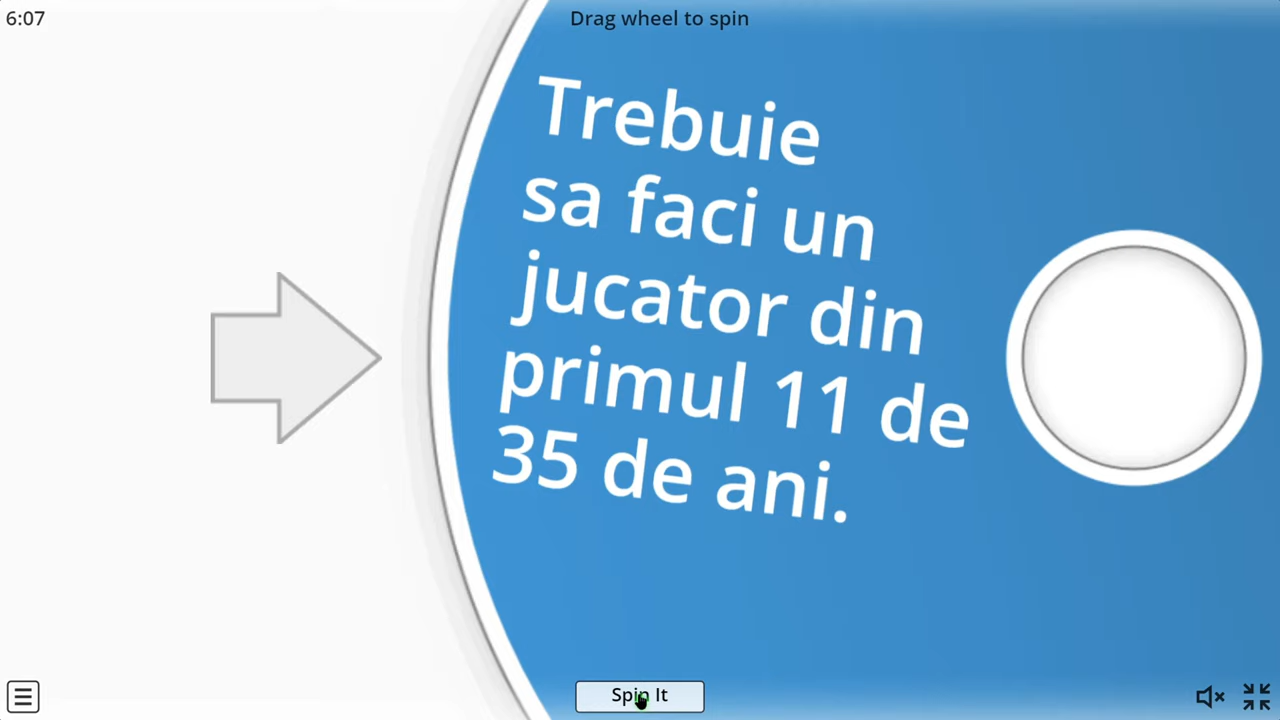 6:07
Drag wheel to spin
Trebuie
sa faci un
jucator din
primul 11 de
35 de ani.
Spin It